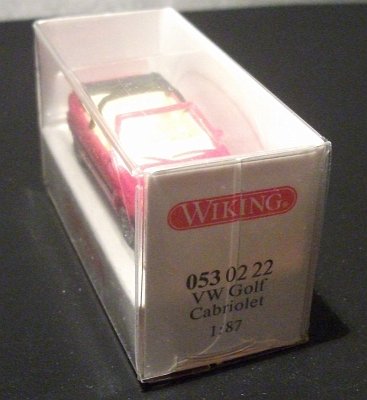 WIKING®
053 02 22
VW Golf
Cabriolet
1:87